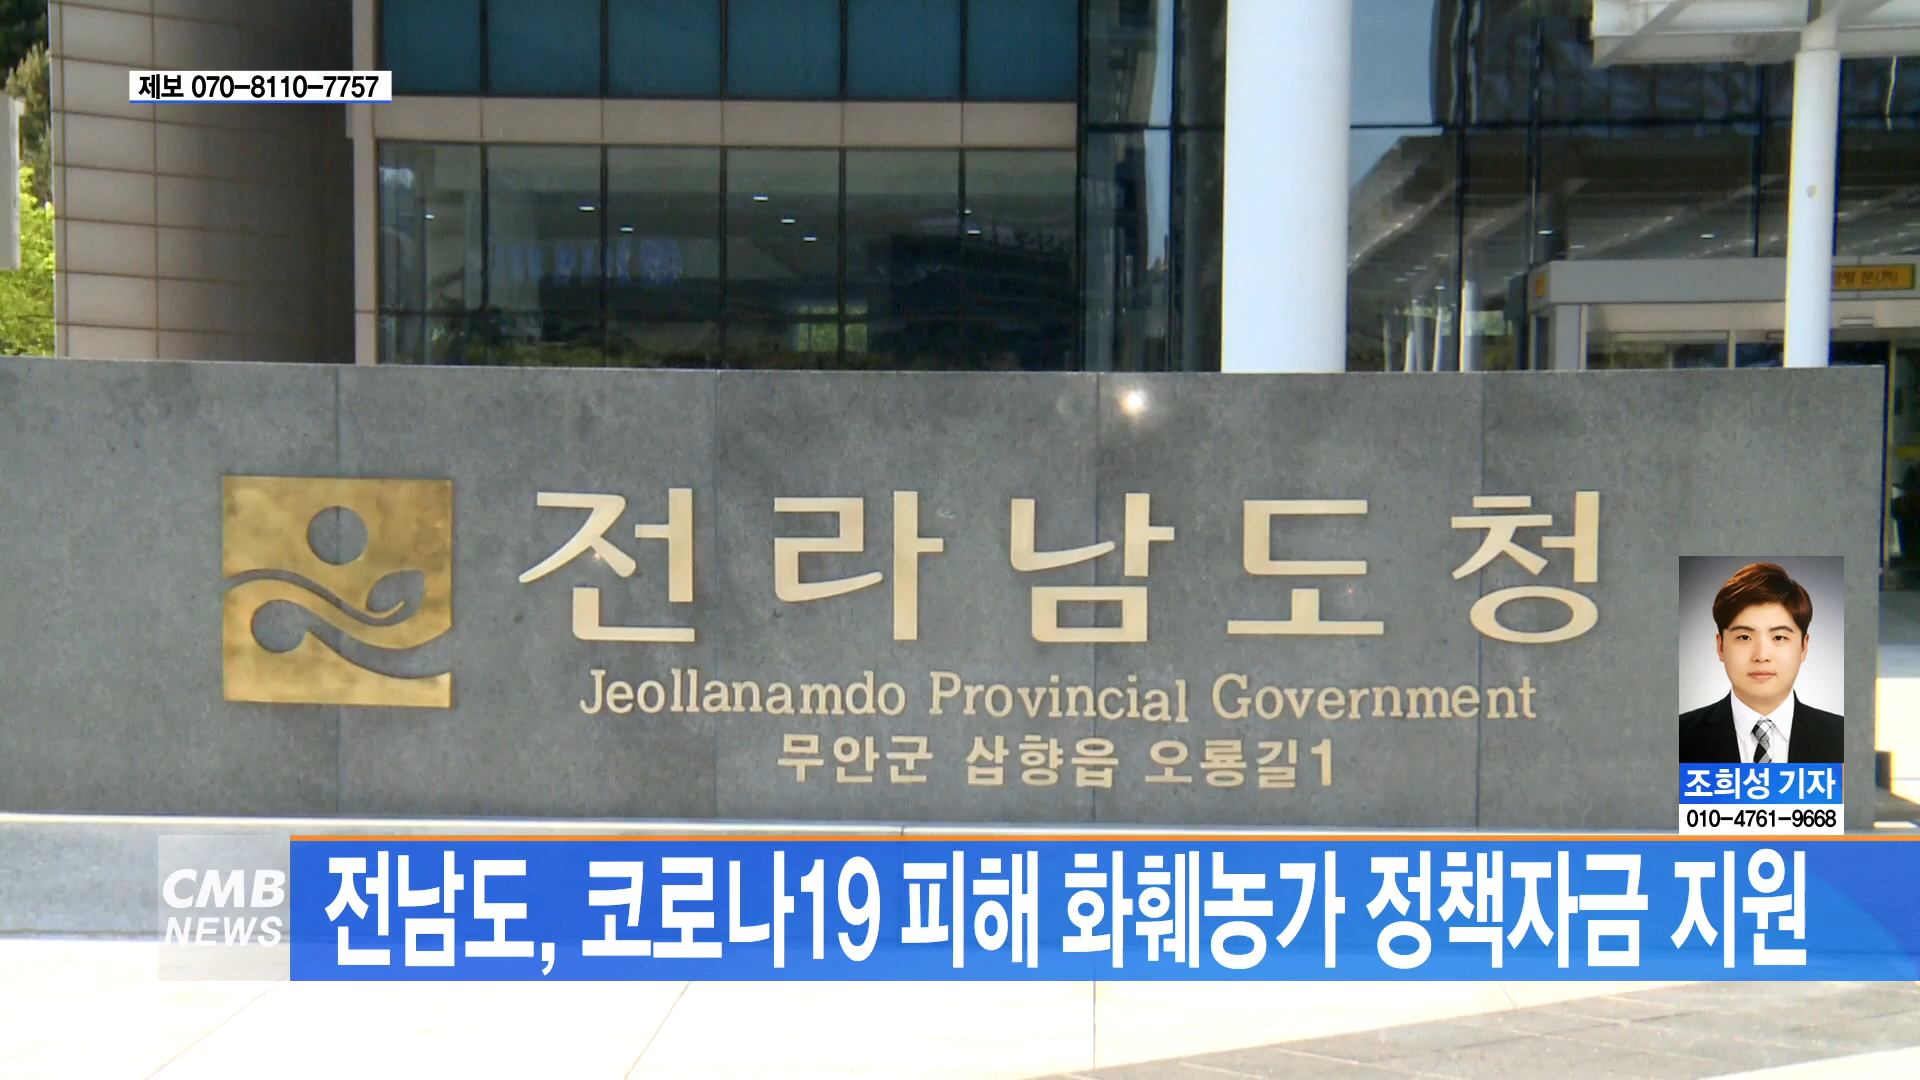 제보 070-8110-7757
전라남도청
Jeollanamdo Provincial Government
무안군 삼향읍 오룡길1
조희성 기자
010-4761-9668
CMB
NEWS
전남도, 코로나19 피해 화훼농가 정책자금 지원